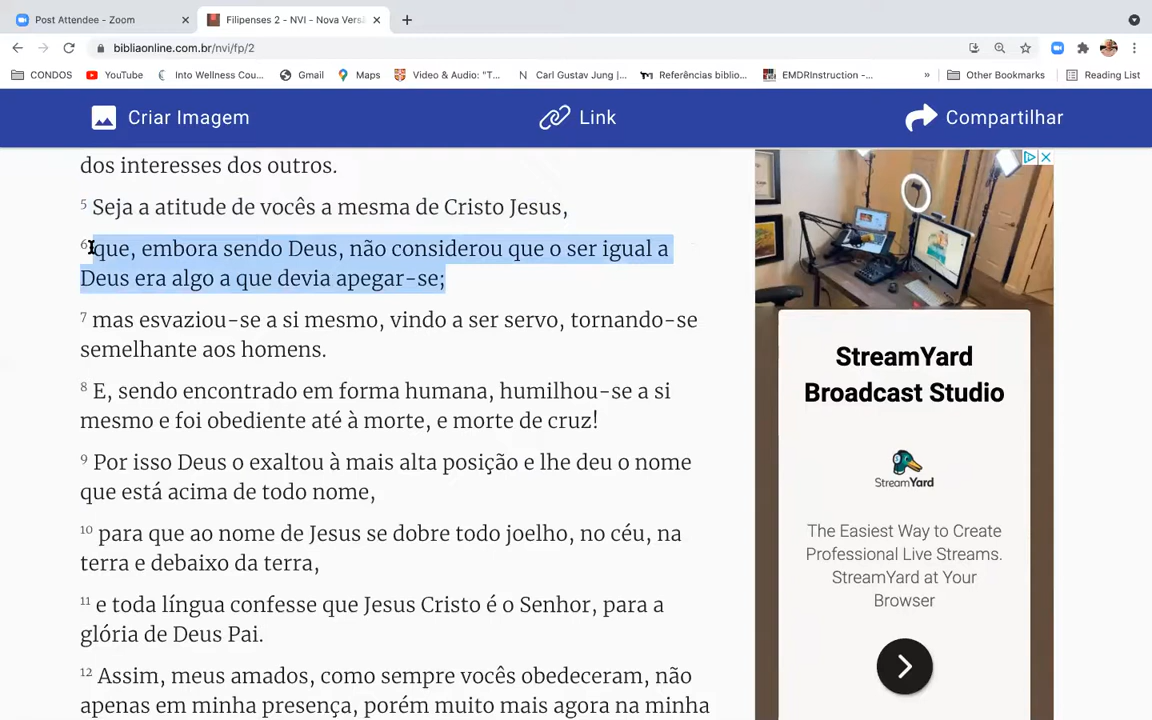 Post Attendee - Zoom
Filipenses 2 - NVI - Nova Versã
bibliaonline.com.br/nvi/fp/2
CONDOS
YouTube
Into Wellness Cou...
Gmail
Maps
Video & Audio: "T...
Carl Gustav Jung |...
Referências biblio...
EMDRInstruction -...
»
Other Bookmarks
Reading List
Criar Imagem
Link
Compartilhar
dos interesses dos outros.
5 Seja a atitude de vocês a mesma de Cristo Jesus,
6 que, embora sendo Deus, não considerou que o ser igual a
Deus era algo a que devia apegar-se;
7 mas esvaziou-se a si mesmo, vindo a ser servo, tornando-se
semelhante aos homens.
8 E, sendo encontrado em forma humana, humilhou-se a si
mesmo e foi obediente até à morte, e morte de cruz!
9 Por isso Deus o exaltou à mais alta posição e lhe deu o nome
que está acima de todo nome,
10 para que ao nome de Jesus se dobre todo joelho, no céu, na
terra e debaixo da terra,
11 e toda língua confesse que Jesus Cristo é o Senhor, para a
glória de Deus Pai.
12 Assim, meus amados, como sempre vocês obedeceram, não
apenas em minha presença, porém muito mais agora na minha
StreamYard
Broadcast Studio
StreamYard
The Easiest Way to Create
Professional Live Streams.
StreamYard at Your
Browser